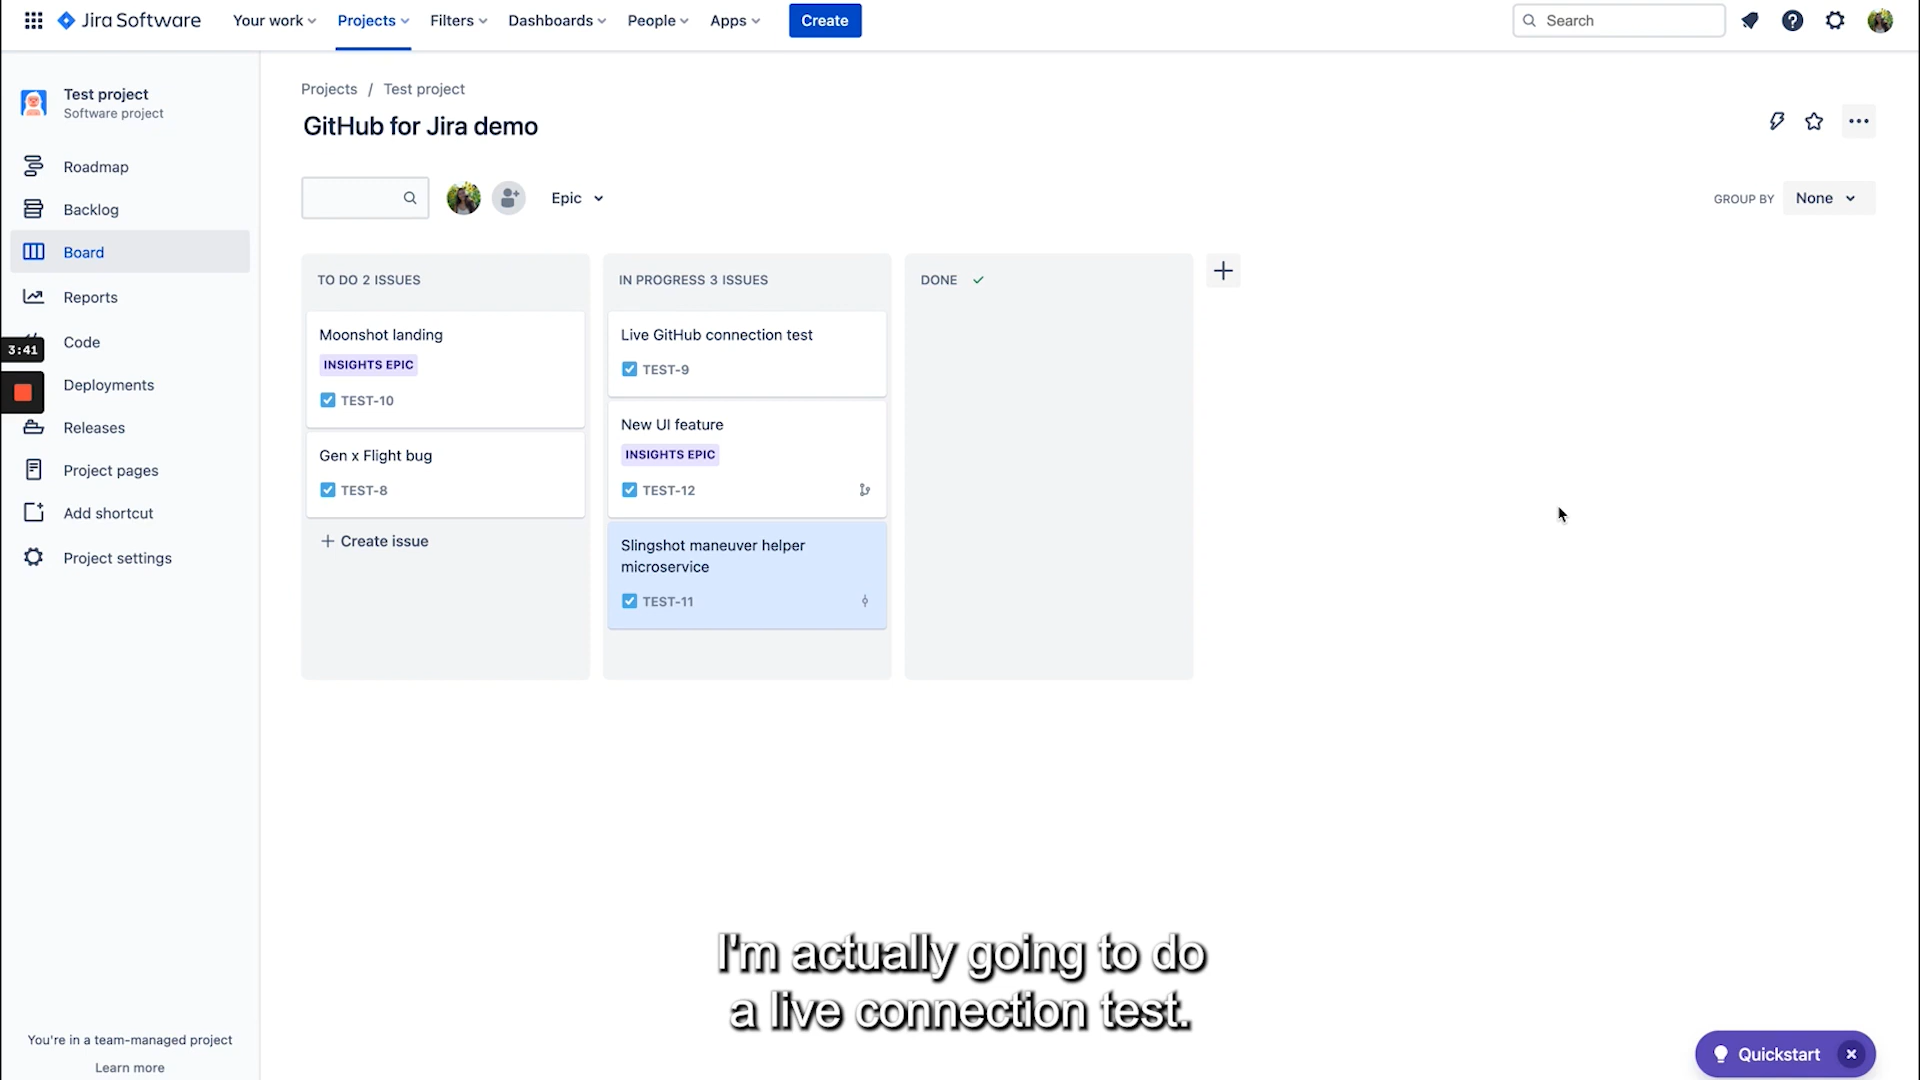 Jira Software
Your work
Projects
Filters
Dashboards
People
Apps
Create
Search
Test project
Software project
Roadmap
Backlog
Board
Reports
3:41
Code
Deployments
Releases
Project pages
Add shortcut
Project settings
You're in a team-managed project
Learn more
Projects / Test project
GitHub for Jira demo
Epic
GROUP BY
None
TO DO 2 ISSUES
Moonshot landing
INSIGHTS EPIC
TEST-10
Gen x Flight bug
TEST-8
+ Create issue
IN PROGRESS 3 ISSUES
Live GitHub connection test
TEST-9
New UI feature
INSIGHTS EPIC
TEST-12
Slingshot maneuver helper
microservice
TEST-11
DONE
I'm actually going to do
a live connection test.
Quickstart